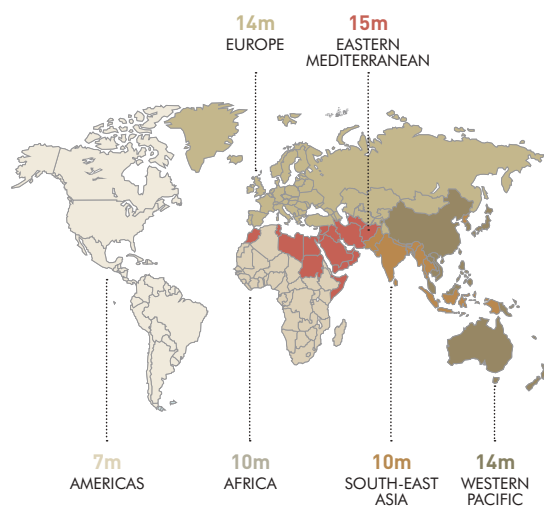 14m
EUROPE
15m
EASTERN
MEDITERRANEAN
7m
AMERICAS
10m
AFRICA
10m
SOUTH-EAST
ASIA
14m
WESTERN
PACIFIC